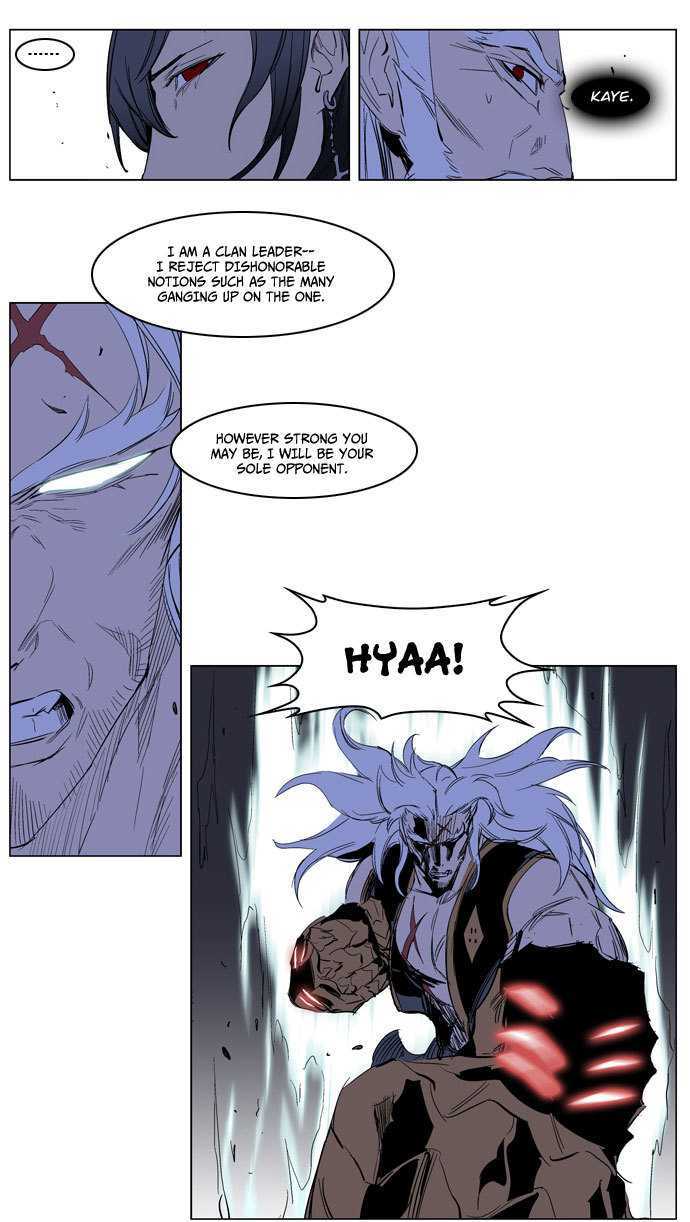 ------
KAYE.
I AM A CLAN LEADER--
I REJECT DISHONORABLE
NOTIONS SUCH AS THE MANY
GANGING UP ON THE ONE.
HOWEVER STRONG YOU
MAY BE, I WILL BE YOUR
SOLE OPPONENT.
HYAA!